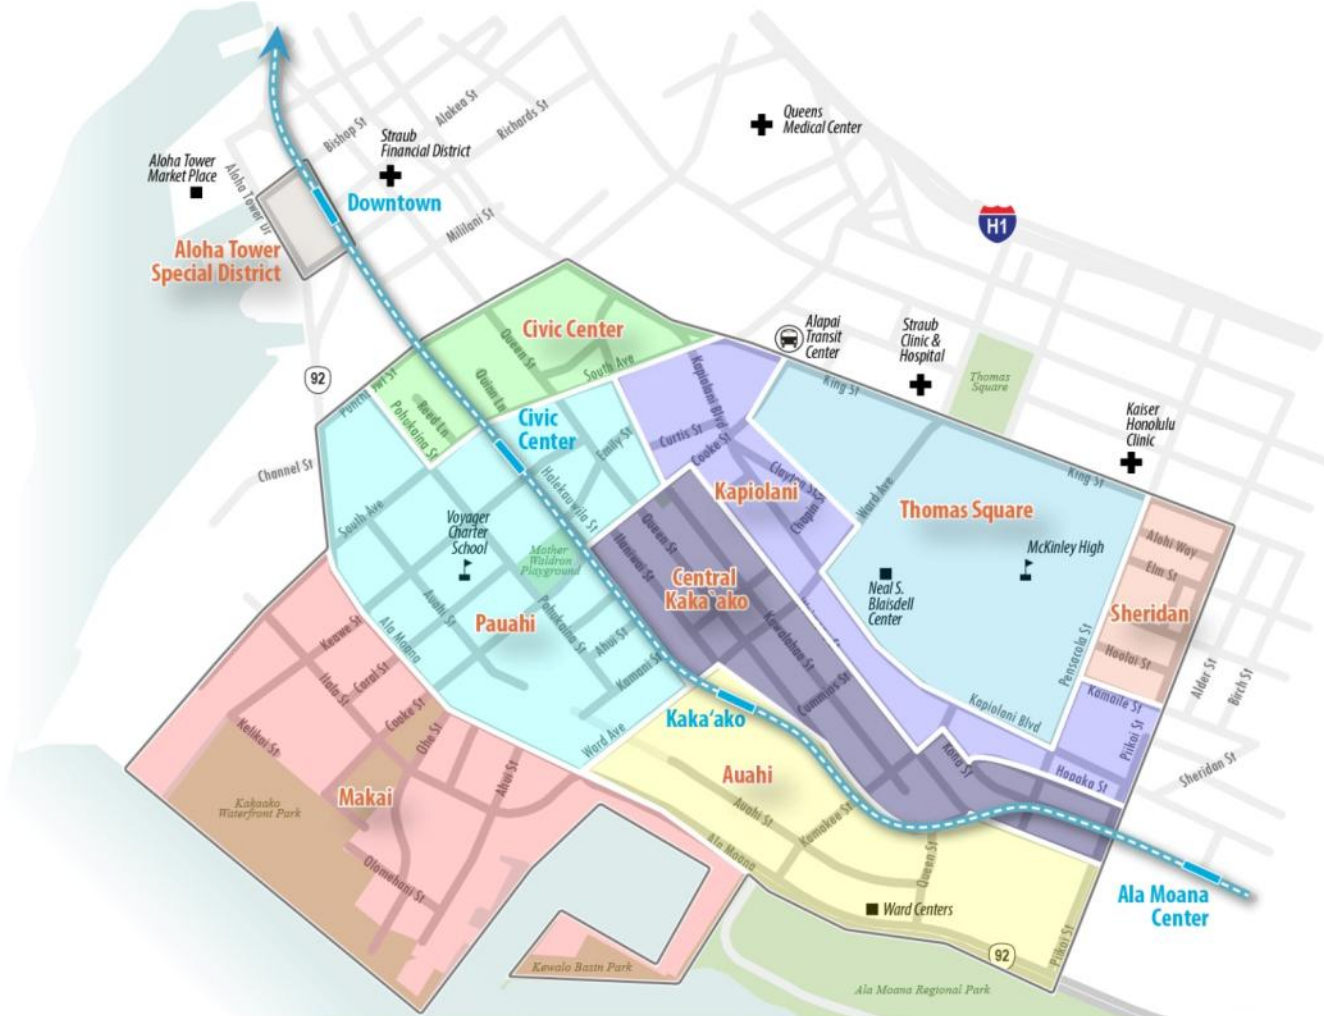 Queens
Medical Center
Alakea St
Richards St
Bishop St
Straub
Financial District
Aloha Tower
Market Place
Aloha Tower Dr
Downtown
Mililani St
H1
Aloha Tower
Special District
Civic Center
Queen St
South Ave
Alapai
Transit
Center
Straub
Clinic &
Hospital
Thomas
Square
Kaiser
Honolulu
Clinic
92
King St
Kapiolani Blvd
Quinn Ln
Reed Ln
Pohukaina St
Civic
Center
Emily St
Curtis St
Cooke St
Channel St
Halekauwila St
Clayton St
Chapin St
Kapiolani
Ward Ave
King St
Thomas Square
South Ave
Voyager
Charter
School
Mother
Waldron
Playground
Queen St
Ilaniwai St
Central
Kaka`ako
McKinley High
Neal S.
Blaisdell
Center
Alohi Way
Elm St
Sheridan
Hoolai St
Pensacola St
Auahi St
Pauahi
Pohukaina St
Ahui St
Kamani St
Kawaiahao St
Cummins St
Keawe St
Ala Moana
Coral St
Ilalo St
Cooke St
Ohe St
Ward Ave
Kaka‘ako
Kapiolani Blvd
Kamaile St
Piikoi St
Alder St
Birch St
Sheridan St
Kona St
Hopaka St
Kelikoi St
Ahui St
Auahi
Makai
Kakaako
Waterfront Park
Auahi St
Kamakee St
Ala Moana
Queen St
Olomehani St
Ward Centers
Ala Moana
Center
Piikoi St
92
Kewalo Basin Park
Ala Moana Regional Park